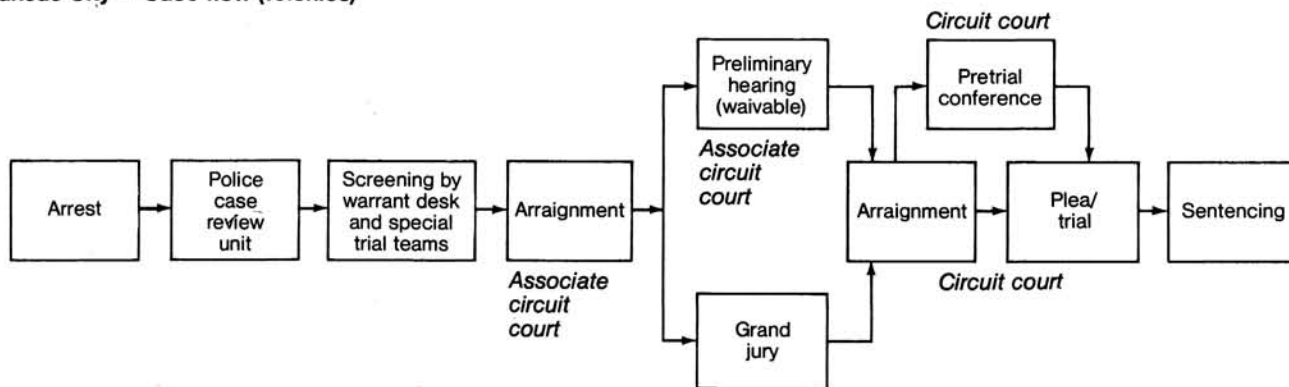 Circuit court
Preliminary
hearing
(waivable)
Pretrial
conference
Associate
circuit
court
Arrest
Police
case
review
unit
Screening by
warrant desk
and special
trial teams
Arraignment
Associate
circuit
court
Arraignment
Plea/
trial
Sentencing
Circuit court
Grand
jury